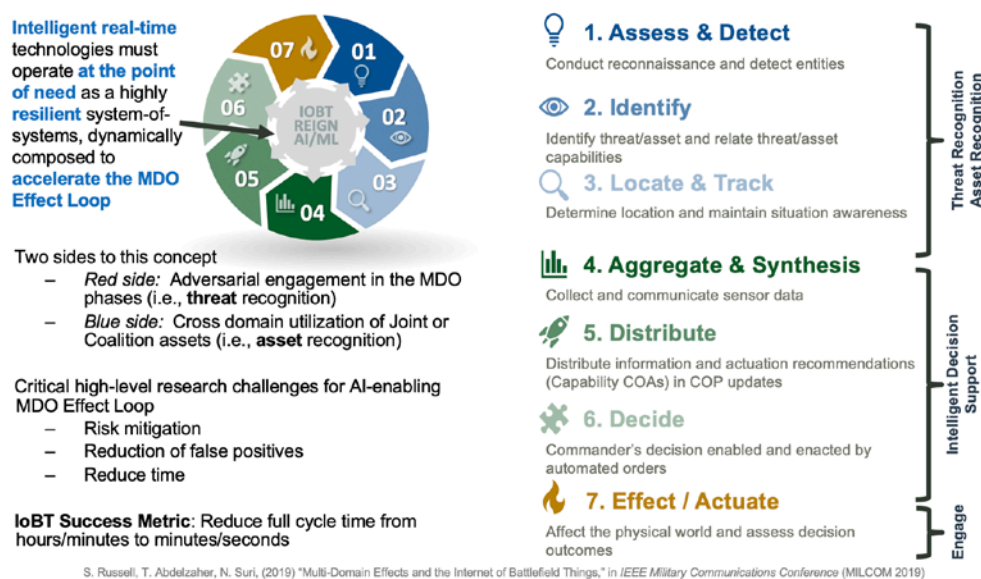 Intelligent real-time
technologies must
operate at the point
of need as a highly
resilient system-of-
systems, dynamically
composed to
accelerate the MDO
Effect Loop
07
01
06
02
05
03
04
IOBT
REIGN
AI/ML
Two sides to this concept
– Red side: Adversarial engagement in the MDO
phases (i.e., threat recognition)
– Blue side: Cross domain utilization of Joint or
Coalition assets (i.e., asset recognition)
Critical high-level research challenges for AI-enabling
MDO Effect Loop
– Risk mitigation
– Reduction of false positives
– Reduce time
IoBT Success Metric: Reduce full cycle time from
hours/minutes to minutes/seconds
1. Assess & Detect
Conduct reconnaissance and detect entities
2. Identify
Identify threat/asset and relate threat/asset
capabilities
3. Locate & Track
Determine location and maintain situation awareness
4. Aggregate & Synthesis
Collect and communicate sensor data
5. Distribute
Distribute information and actuation recommendations
(Capability COAs) in COP updates
6. Decide
Commander's decision enabled and enacted by
automated orders
7. Effect / Actuate
Affect the physical world and assess decision
outcomes
Threat Recognition
Asset Recognition
Intelligent Decision
Support
Engage
S. Russell, T. Abdelzaher, N. Suri, (2019) "Multi-Domain Effects and the Internet of Battlefield Things," in IEEE Military Communications Conference (MILCOM 2019)